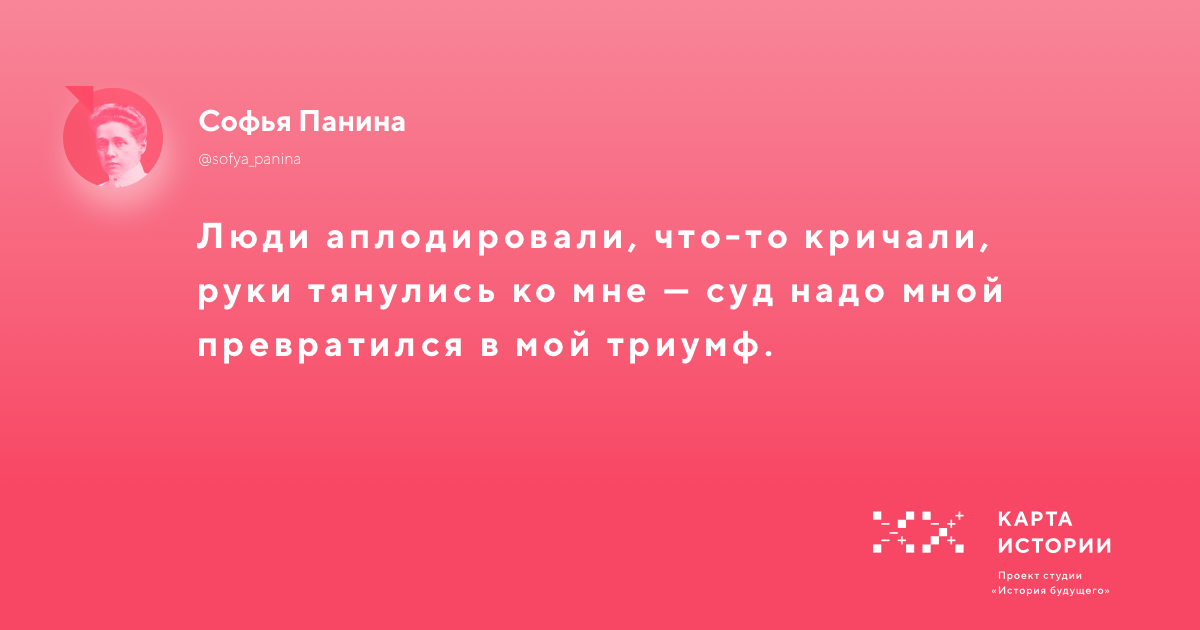 Софья Панина
@sofya_panina
Люди аплодировали, что-то кричали,
руки тянулись ко мне — суд надо мной
превратился в мой триумф.
КАРТА
ИСТОРИИ
Проект студии
«История будущего»